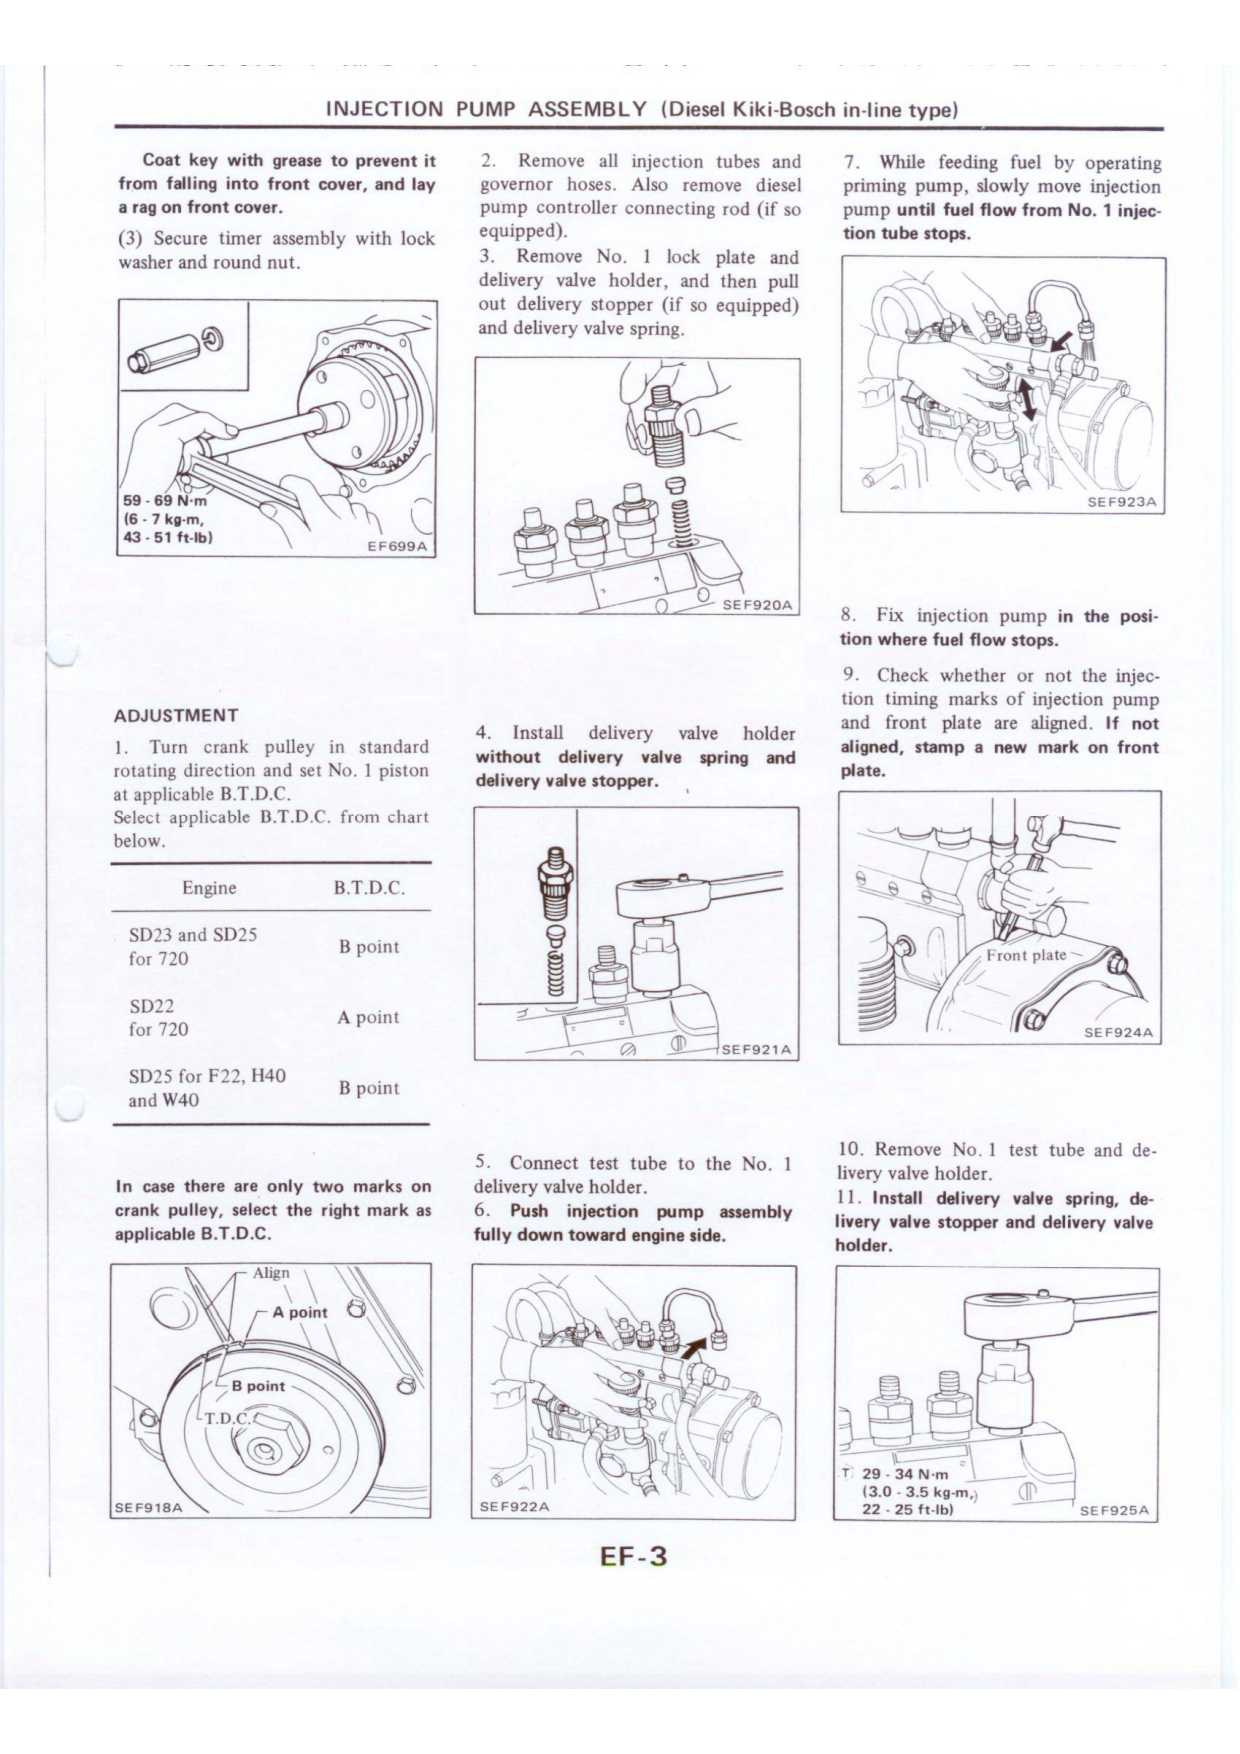 INJECTION PUMP ASSEMBLY (Diesel Kiki-Bosch in-line type)
Coat key with grease to prevent it
from falling into front cover, and lay
a rag on front cover.
(3) Secure timer assembly with lock
washer and round nut.
59 - 69 N·m
(6 - 7 kg-m,
43 - 51 ft-lb)
EF699A
ADJUSTMENT
1. Turn crank pulley in standard
rotating direction and set No. 1 piston
at applicable B.T.D.C.
Select applicable B.T.D.C. from chart
below.
Engine B.T.D.C.
SD23 and SD25
for 720
B point
SD22
for 720
A point
SD25 for F22, H40
and W40
B point
In case there are only two marks on
crank pulley, select the right mark as
applicable B.T.D.C.
Align
A point
B point
T.D.C.
SEF918A
2. Remove all injection tubes and
governor hoses. Also remove diesel
pump controller connecting rod (if so
equipped).
3. Remove No. 1 lock plate and
delivery valve holder, and then pull
out delivery stopper (if so equipped)
and delivery valve spring.
SEF920A
4. Install delivery valve holder
without delivery valve spring and
delivery valve stopper.
SEF921A
5. Connect test tube to the No. 1
delivery valve holder.
6. Push injection pump assembly
fully down toward engine side.
SEF922A
7. While feeding fuel by operating
priming pump, slowly move injection
pump until fuel flow from No. 1 injec-
tion tube stops.
SEF923A
8. Fix injection pump in the posi-
tion where fuel flow stops.
9. Check whether or not the injec-
tion timing marks of injection pump
and front plate are aligned. If not
aligned, stamp a new mark on front
plate.
Front plate
SEF924A
10. Remove No. 1 test tube and de-
livery valve holder.
11. Install delivery valve spring, de-
livery valve stopper and delivery valve
holder.
T) 29 - 34 N·m
(3.0 - 3.5 kg-m,)
22 - 25 ft-lb)
SEF925A
EF-3